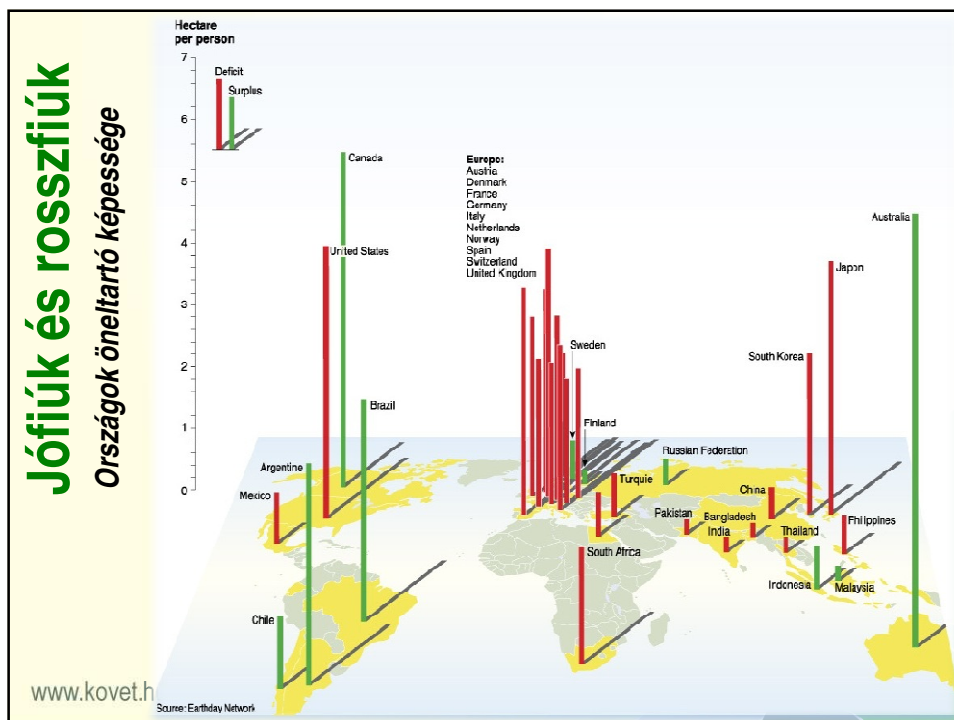 Jófiúk és rosszfiúk
Országok öneltartó képessége
Hectare
per person
7
6
5
4
3
2
1
0
Deficit
Surplus
Canada
United States
Europe:
Austria
Denmark
France
Germany
Italy
Netherlands
Norway
Spain
Switzerland
United Kingdom
Australia
Japon
South Korea
Sweden
Finland
Brazil
Argentine
Mexico
Russian Federation
Turquie
China
Pakistan
Bangladesh
India
Thailand
Philippines
South Africa
Indonesia
Malaysia
Chile
www.kovet.h
Source: Earthday Network